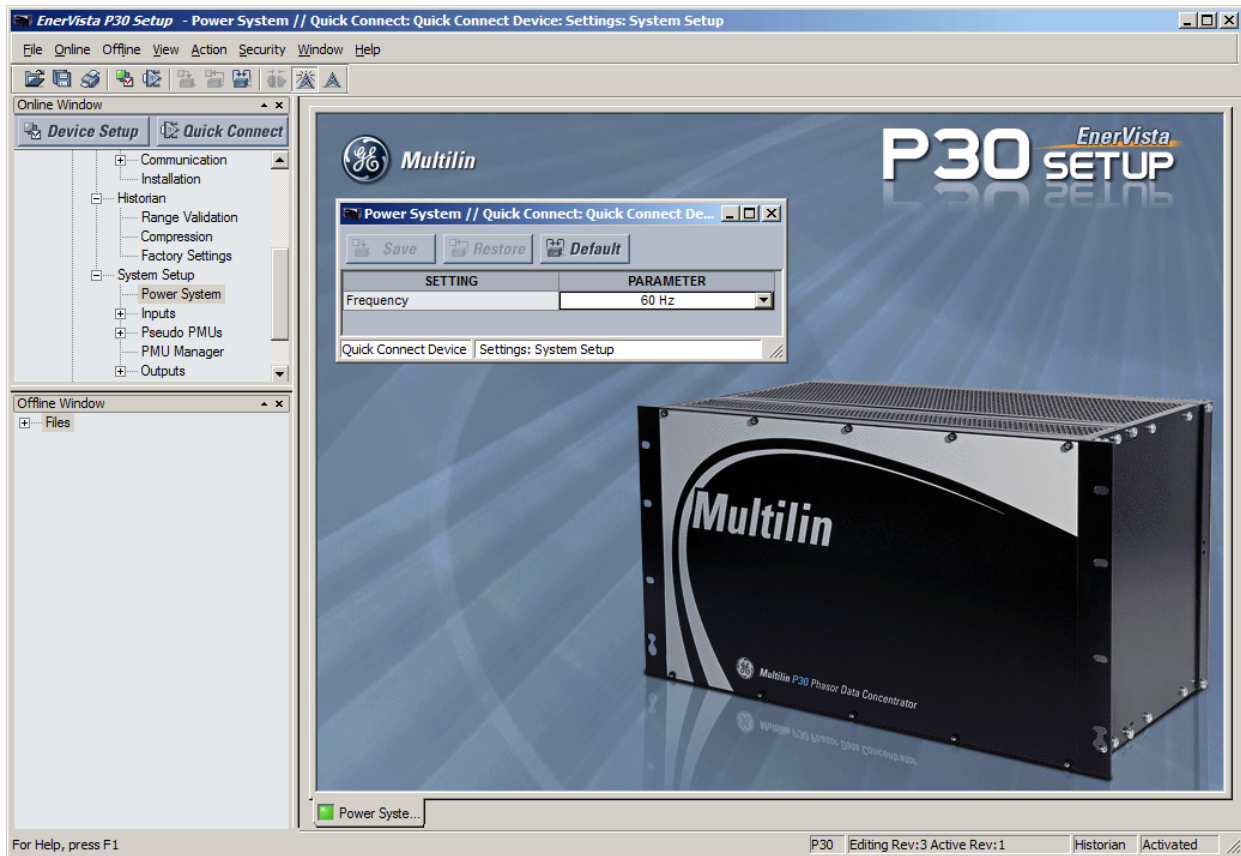 EnerVista P30 Setup - Power System // Quick Connect: Quick Connect Device: Settings: System Setup
File Online Offline View Action Security Window Help
Online Window
Device Setup Quick Connect
Communication
Installation
Historian
Range Validation
Compression
Factory Settings
System Setup
Power System
Inputs
Pseudo PMUs
PMU Manager
Outputs
Offline Window
Files
GE Multilin
P30 EnerVista SETUP
Power System // Quick Connect: Quick Connect De...
Save Restore Default
SETTING PARAMETER
Frequency 60 Hz
Quick Connect Device Settings: System Setup
Multilin
GE Multilin P30 Phasor Data Concentrator
Power Syste...
For Help, press F1
P30 Editing Rev:3 Active Rev:1 Historian Activated